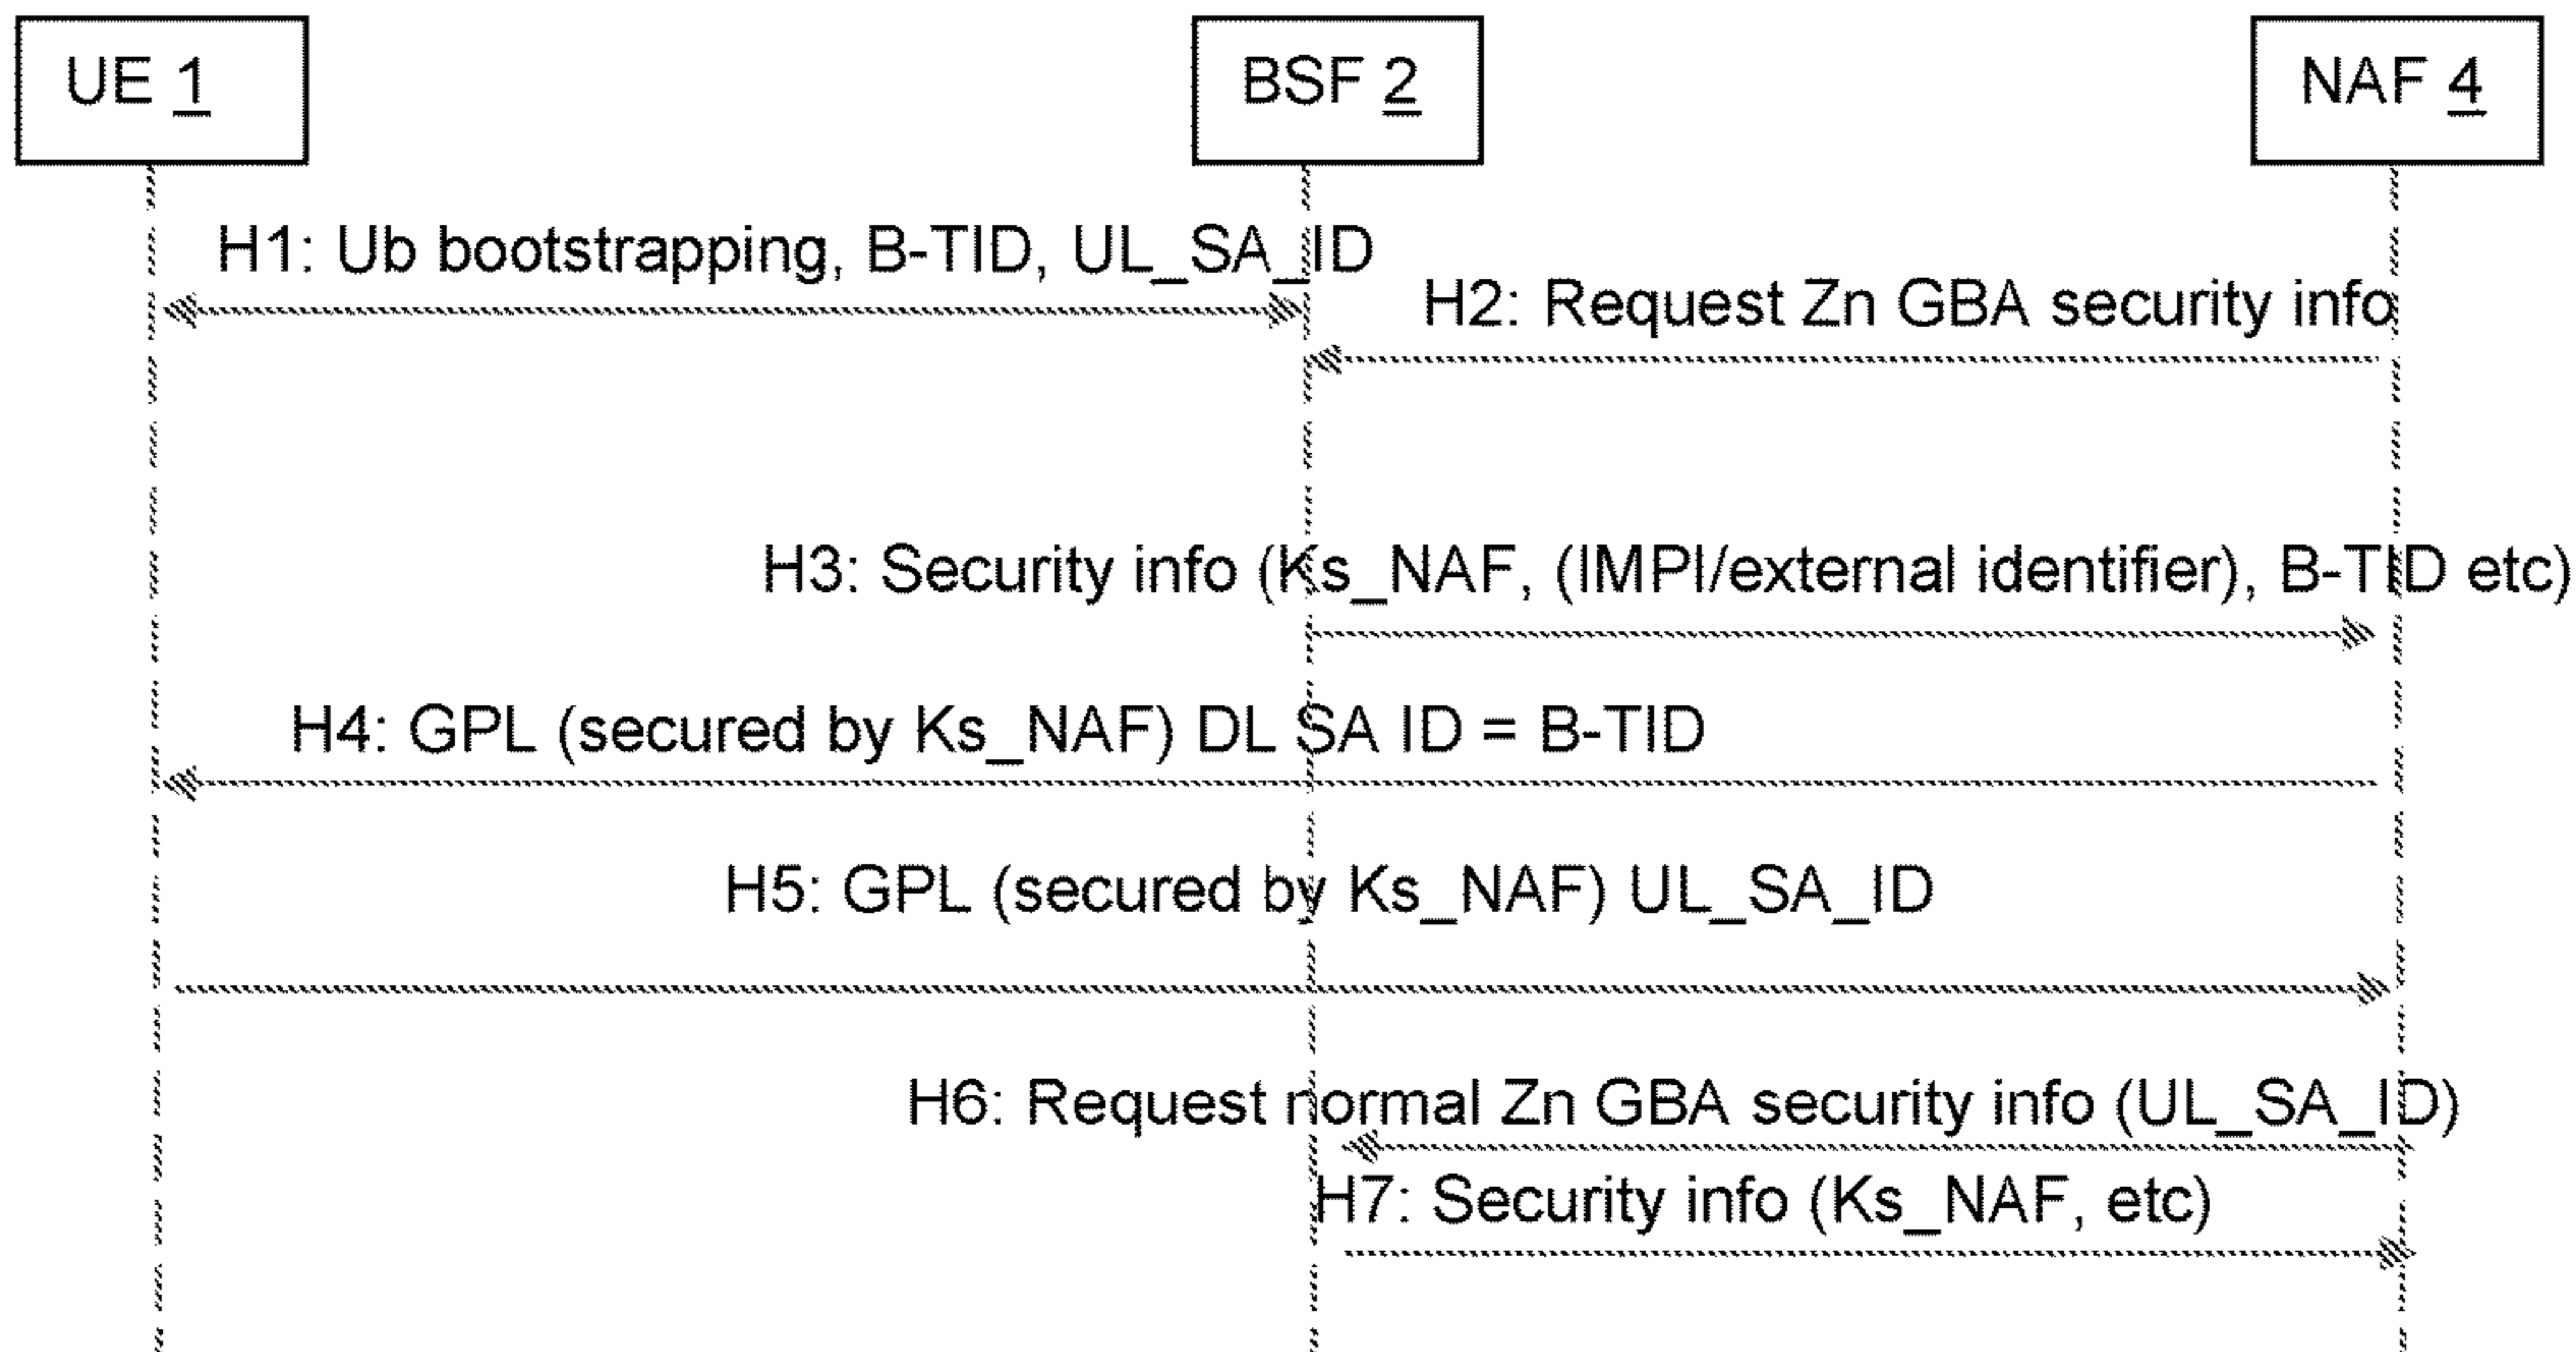 UE 1
BSF 2
NAF 4
H1: Ub bootstrapping, B-TID, UL_SA_ID
H2: Request Zn GBA security info
H3: Security info (Ks_NAF, (IMPI/external identifier), B-TID etc)
H4: GPL (secured by Ks_NAF) DL SA ID = B-TID
H5: GPL (secured by Ks_NAF) UL_SA_ID
H6: Request normal Zn GBA security info (UL_SA_ID)
H7: Security info (Ks_NAF, etc)